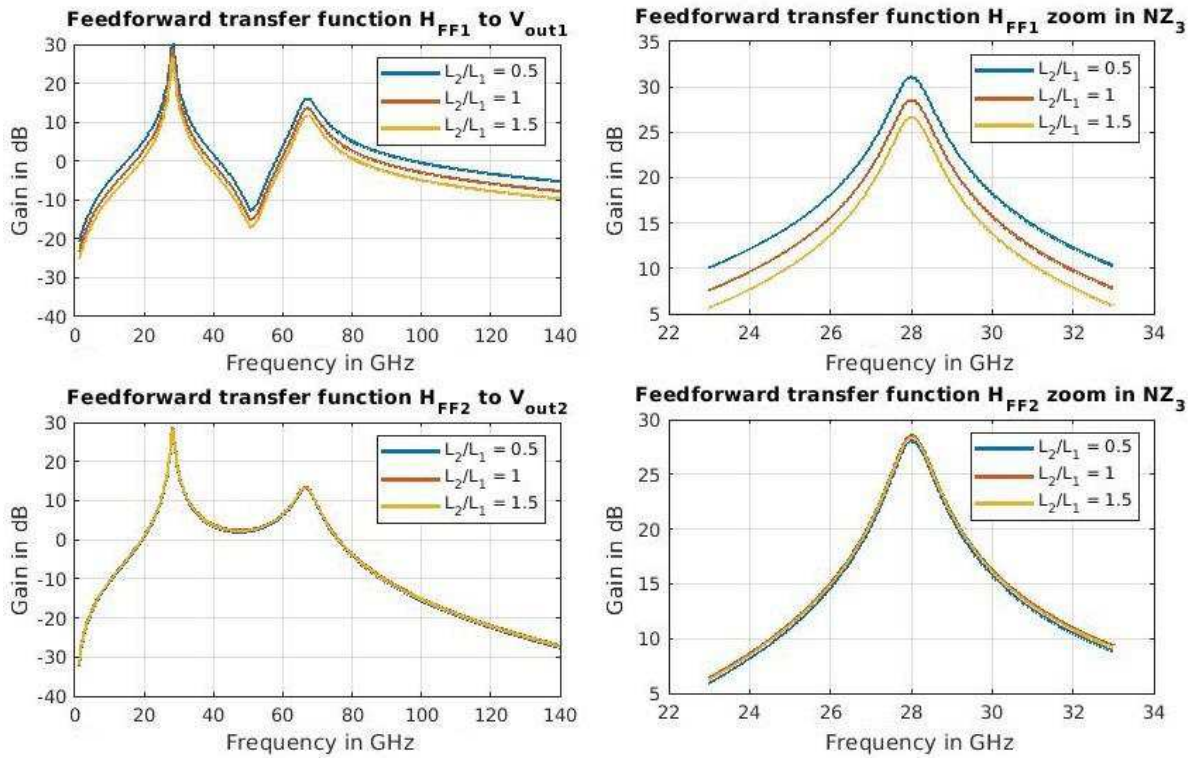 Feedforward transfer function H_FF1 to V_out1
30
20
10
0
-10
-20
-30
-40
Gain in dB
L_2/L_1 = 0.5
L_2/L_1 = 1
L_2/L_1 = 1.5
0 20 40 60 80 100 120 140
Frequency in GHz
Feedforward transfer function H_FF1 zoom in NZ_3
35
30
25
20
15
10
5
Gain in dB
L_2/L_1 = 0.5
L_2/L_1 = 1
L_2/L_1 = 1.5
22 24 26 28 30 32 34
Frequency in GHz
Feedforward transfer function H_FF2 to V_out2
30
20
10
0
-10
-20
-30
-40
Gain in dB
L_2/L_1 = 0.5
L_2/L_1 = 1
L_2/L_1 = 1.5
0 20 40 60 80 100 120 140
Frequency in GHz
Feedforward transfer function H_FF2 zoom in NZ_3
30
25
20
15
10
5
Gain in dB
L_2/L_1 = 0.5
L_2/L_1 = 1
L_2/L_1 = 1.5
22 24 26 28 30 32 34
Frequency in GHz